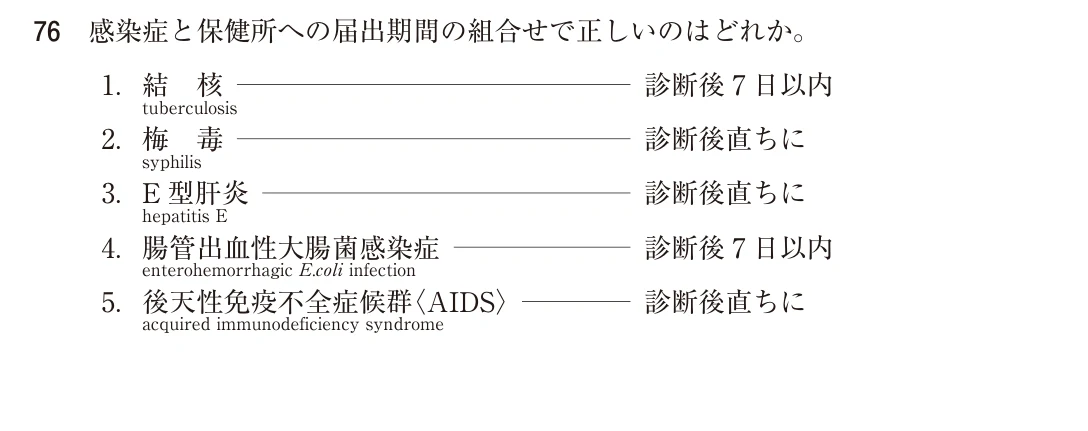 76 感染症と保健所への届出期間の組合せで正しいのはどれか。
1. 結 核 ――― 診断後 7 日以内
tuberculosis
2. 梅 毒 ――― 診断後直ちに
syphilis
3. E 型肝炎 ――― 診断後直ちに
hepatitis E
4. 腸管出血性大腸菌感染症 ――― 診断後 7 日以内
enterohemorrhagic E.coli infection
5. 後天性免疫不全症候群〈AIDS〉 ――― 診断後直ちに
acquired immunodeficiency syndrome